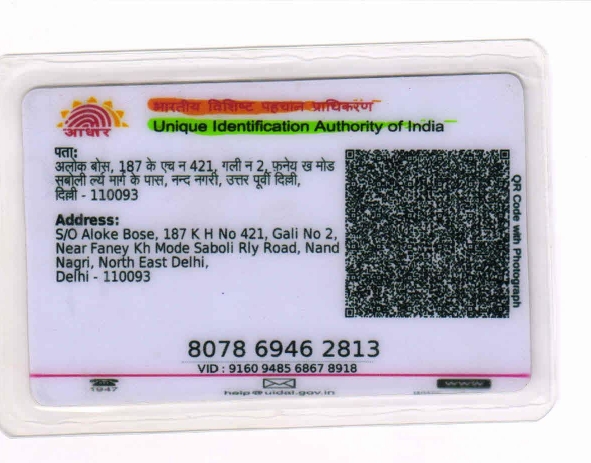 भारतीय विशिष्ट पहचान प्राधिकरण
Unique Identification Authority of India
आधार
पता:
अलोक बोस, 187 के एच न 421, गली न 2, फ़नेय ख मोड
सबोली र्ल्य मार्ग के पास, नन्द नगरी, उत्तर पूर्वी दिल्ली,
दिल्ली - 110093
Address:
S/O Aloke Bose, 187 K H No 421, Gali No 2,
Near Faney Kh Mode Saboli Rly Road, Nand
Nagri, North East Delhi,
Delhi - 110093
QR Code with Photograph
8078 6946 2813
VID : 9160 9485 6867 8918
1947
help@uidai.gov.in
www